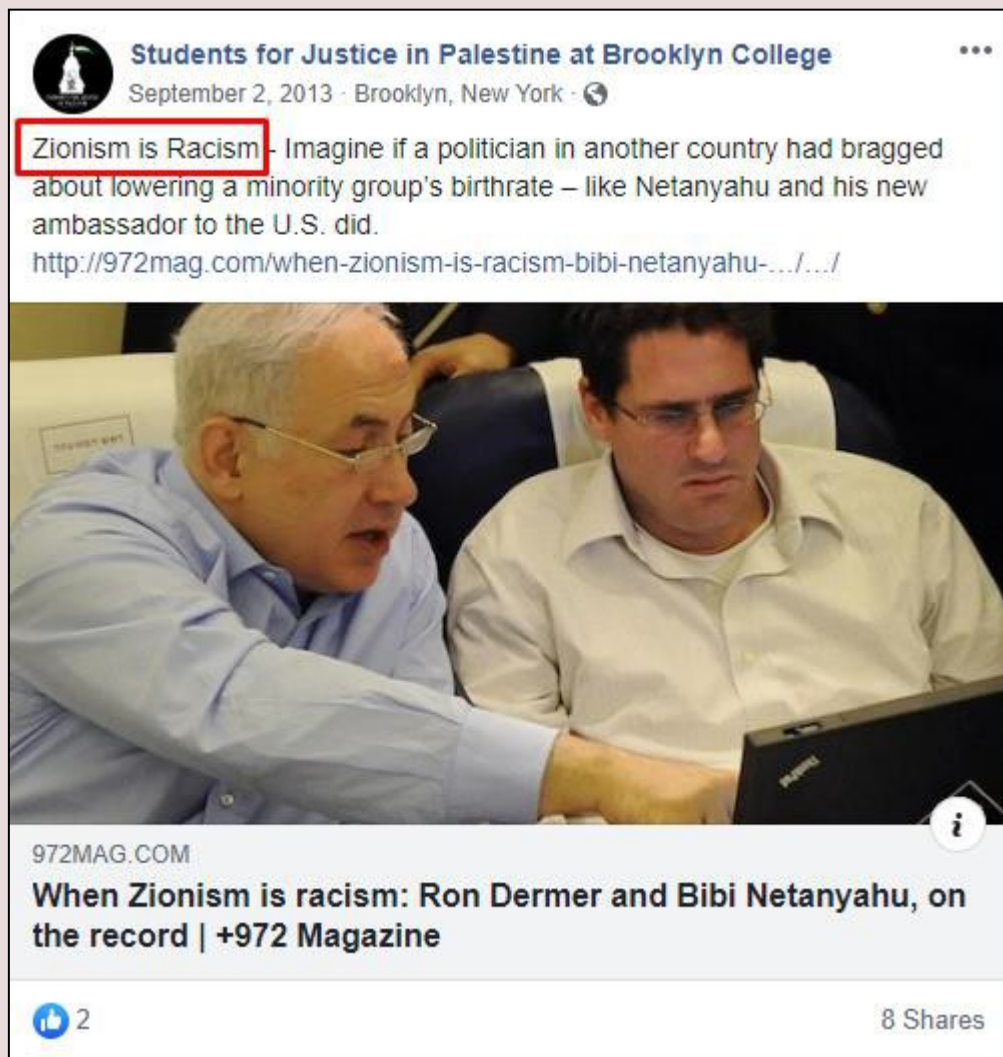 Students for Justice in Palestine at Brooklyn College
September 2, 2013 · Brooklyn, New York ·
Zionism is Racism - Imagine if a politician in another country had bragged
about lowering a minority group's birthrate – like Netanyahu and his new
ambassador to the U.S. did.
http://972mag.com/when-zionism-is-racism-bibi-netanyahu-.../.../
ThinkPad
i
972MAG.COM
When Zionism is racism: Ron Dermer and Bibi Netanyahu, on
the record | +972 Magazine
2
8 Shares